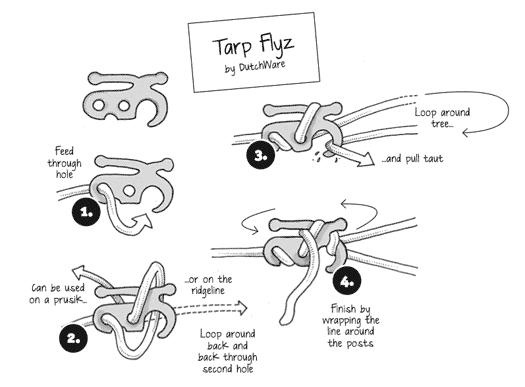 Tarp Flyz
by DutchWare
Feed
through
hole
1.
Can be used
on a prusik...
...or on the
ridgeline
2.
Loop around
back and
back through
second hole
3.
Loop around
tree...
...and pull taut
4.
Finish by
wrapping the
line around
the posts